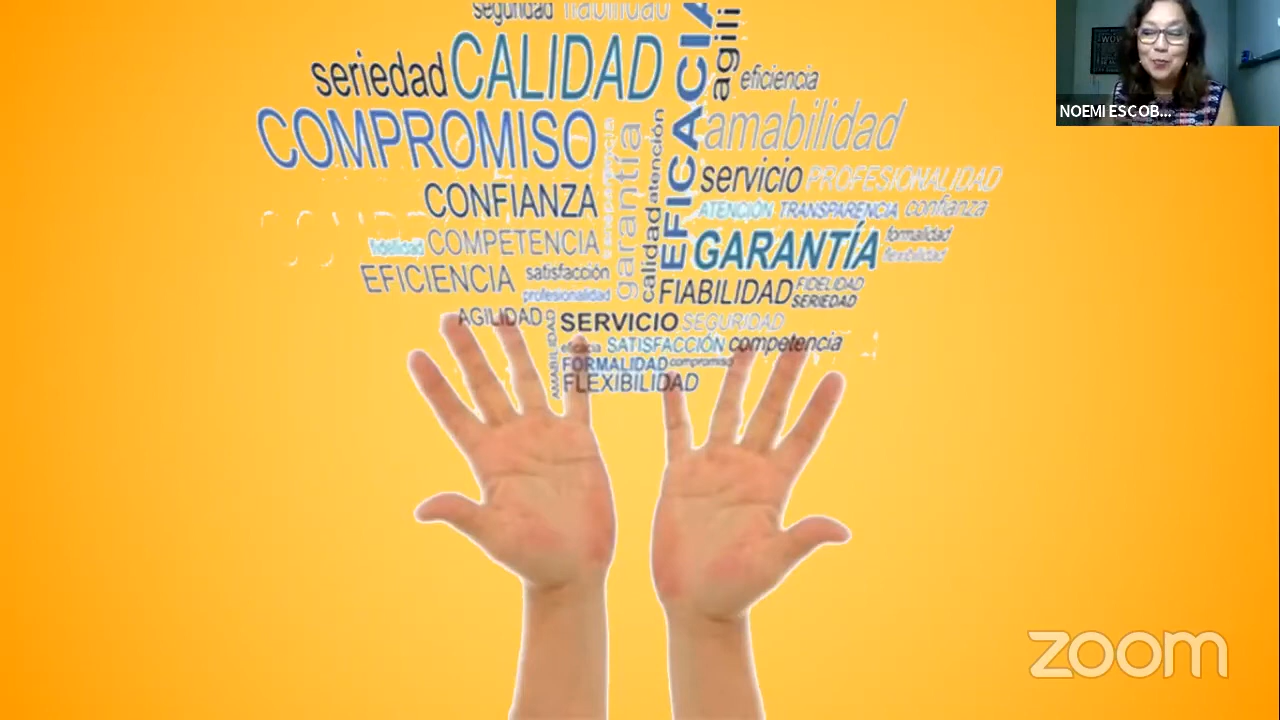 seguridad habilidad
seriedad CALIDAD EFICACIA agili
eficiencia
COMPROMISO amabilidad
garantía atención servicio PROFESIONALIDAD
CONFIANZA calidad ATENCIÓN TRANSPARENCIA confianza
fidelidad COMPETENCIA GARANTÍA formalidad
flexibilidad
EFICIENCIA satisfacción FIABILIDAD FIDELIDAD
profesionalidad SERIEDAD
AGILIDAD AMABILIDAD SERVICIO SEGURIDAD
eficacia SATISFACCIÓN competencia
FORMALIDAD compromiso
FLEXIBILIDAD
NOEMI ESCOB...
zoom